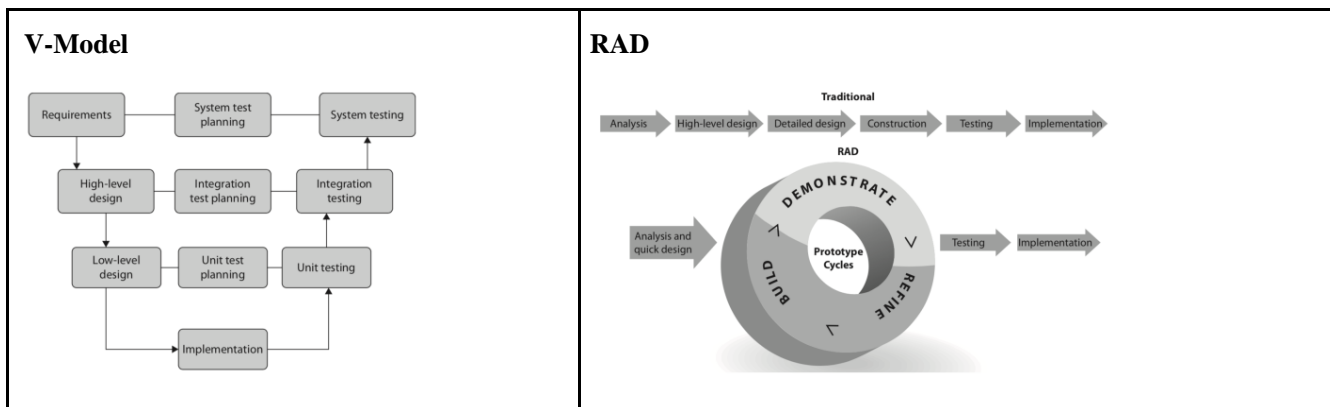 V-Model
Requirements
System test
planning
System testing
High-level
design
Integration
test planning
Integration
testing
Low-level
design
Unit test
planning
Unit testing
Implementation
RAD
Traditional
Analysis
High-level design
Detailed design
Construction
Testing
Implementation
RAD
Analysis and
quick design
DEMONSTRATE
REFINE
BUILD
Prototype
Cycles
Testing
Implementation